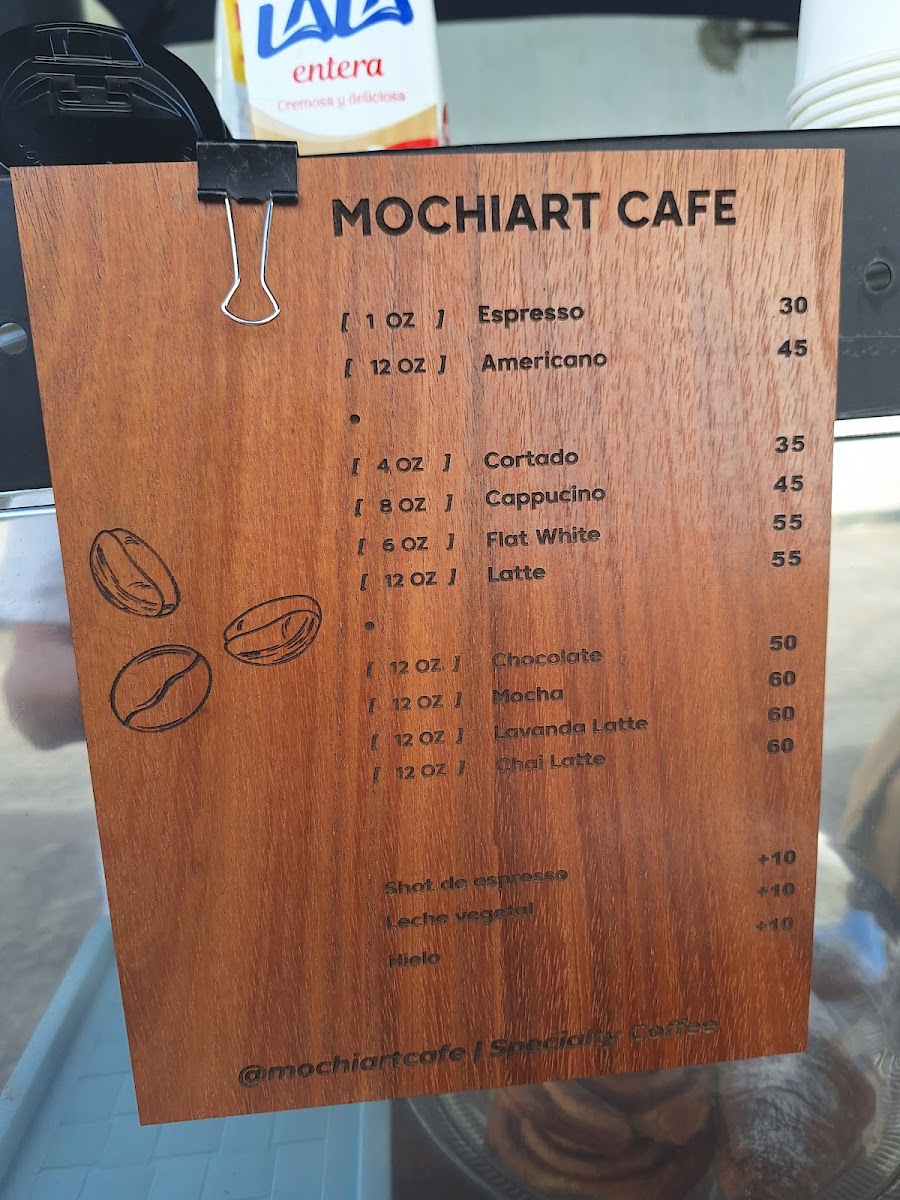 LALA
entera
Cremosa y deliciosa
MOCHIART CAFE
[ 1 OZ ] Espresso 30
[ 12 OZ ] Americano 45
•
[ 4 OZ ] Cortado 35
[ 8 OZ ] Cappucino 45
[ 6 OZ ] Flat White 55
[ 12 OZ ] Latte 55
•
[ 12 OZ ] Chocolate 50
[ 12 OZ ] Mocha 60
[ 12 OZ ] Lavanda Latte 60
[ 12 OZ ] Chai Latte 60
Shot de espresso +10
Leche vegetal +10
Hielo +10
@mochiartcafe | Specialty Coffee